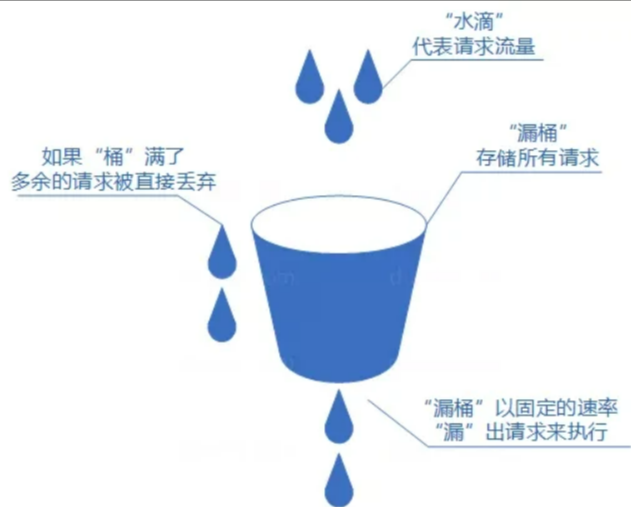 “水滴”
代表请求流量
“漏桶”
存储所有请求
如果“桶”满了
多余的请求被直接丢弃
“漏桶”以固定的速率
“漏”出请求来执行